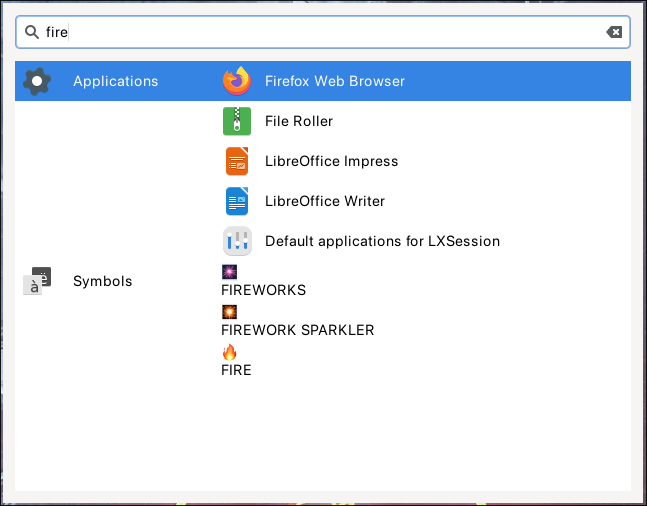 fire
Applications
Firefox Web Browser
File Roller
LibreOffice Impress
LibreOffice Writer
Default applications for LXSession
à ë
Symbols
FIREWORKS
FIREWORK SPARKLER
FIRE